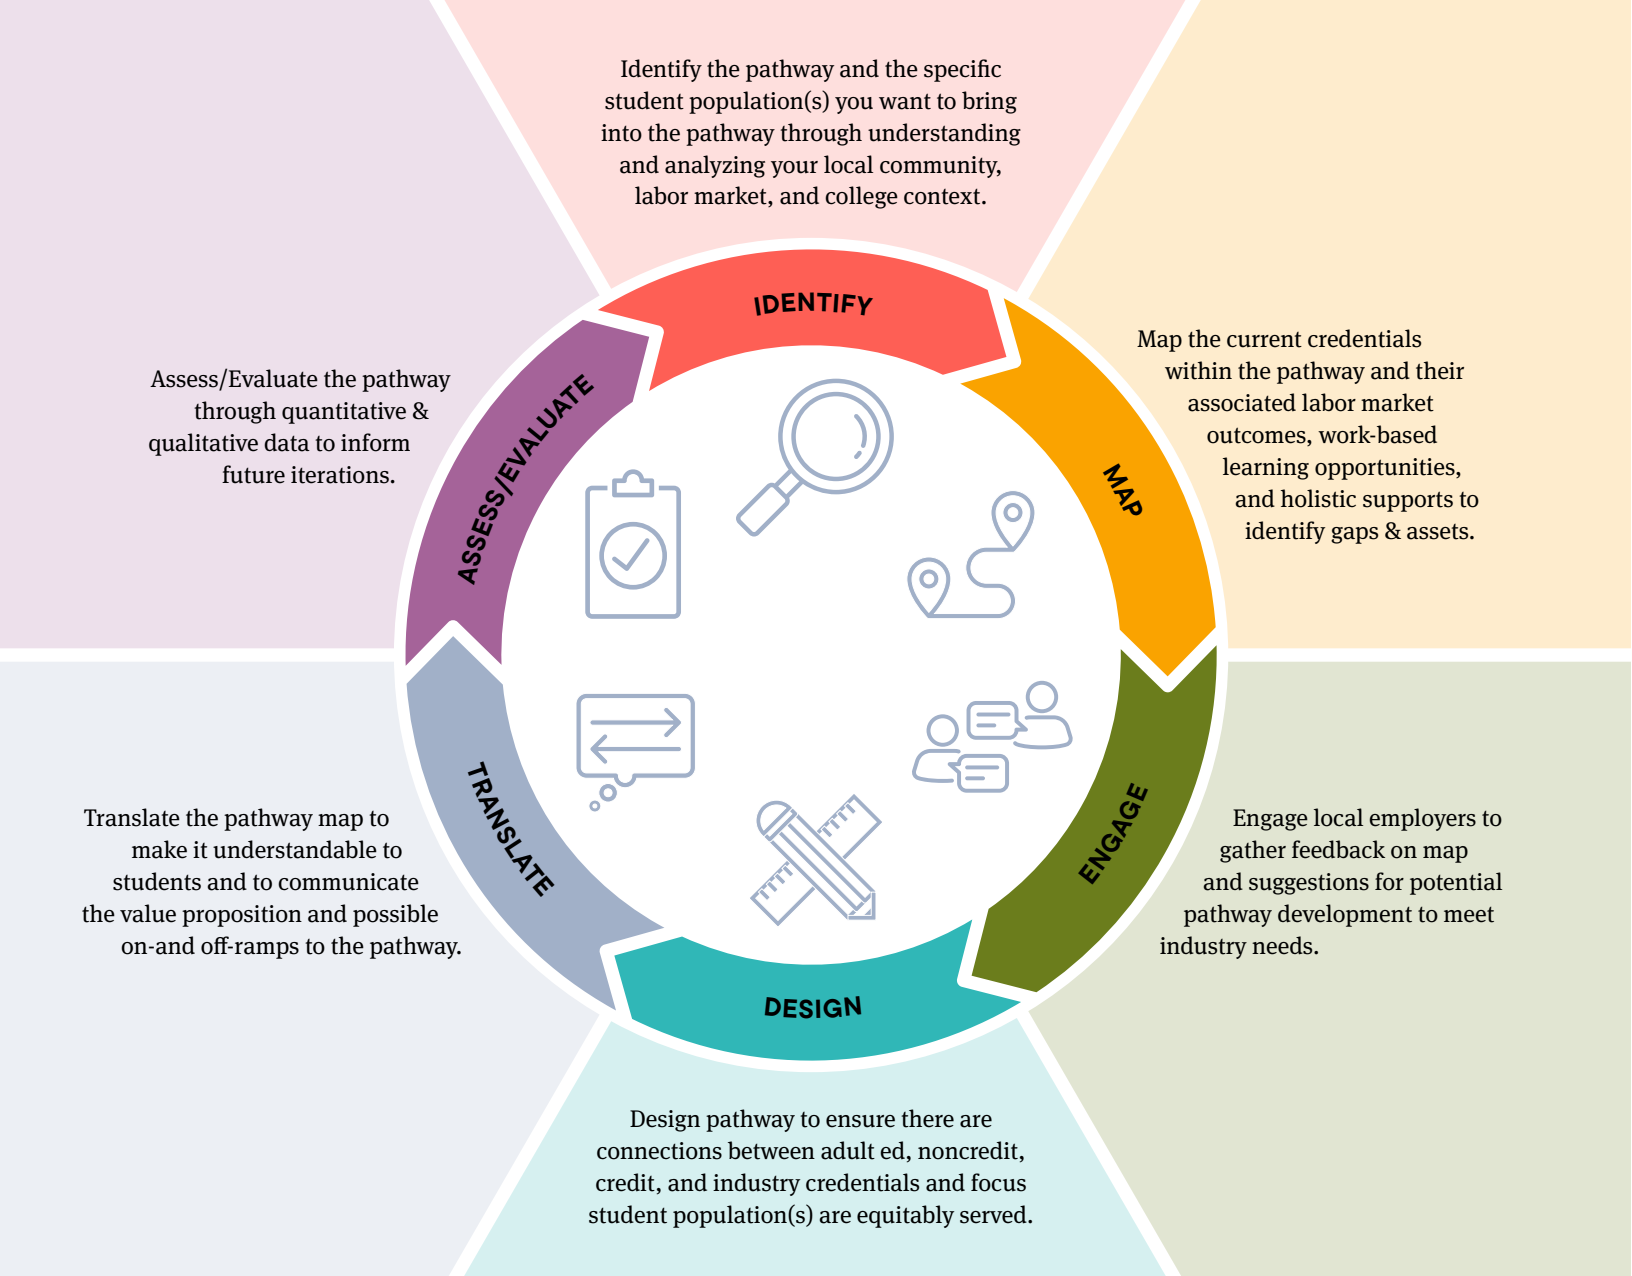 Identify the pathway and the specific
student population(s) you want to bring
into the pathway through understanding
and analyzing your local community,
labor market, and college context.
IDENTIFY
Map the current credentials
within the pathway and their
associated labor market
outcomes, work-based
learning opportunities,
and holistic supports to
identify gaps & assets.
MAP
Engage local employers to
gather feedback on map
and suggestions for potential
pathway development to meet
industry needs.
ENGAGE
DESIGN
Design pathway to ensure there are
connections between adult ed, noncredit,
credit, and industry credentials and focus
student population(s) are equitably served.
TRANSLATE
Translate the pathway map to
make it understandable to
students and to communicate
the value proposition and possible
on-and off-ramps to the pathway.
ASSESS/EVALUATE
Assess/Evaluate the pathway
through quantitative &
qualitative data to inform
future iterations.